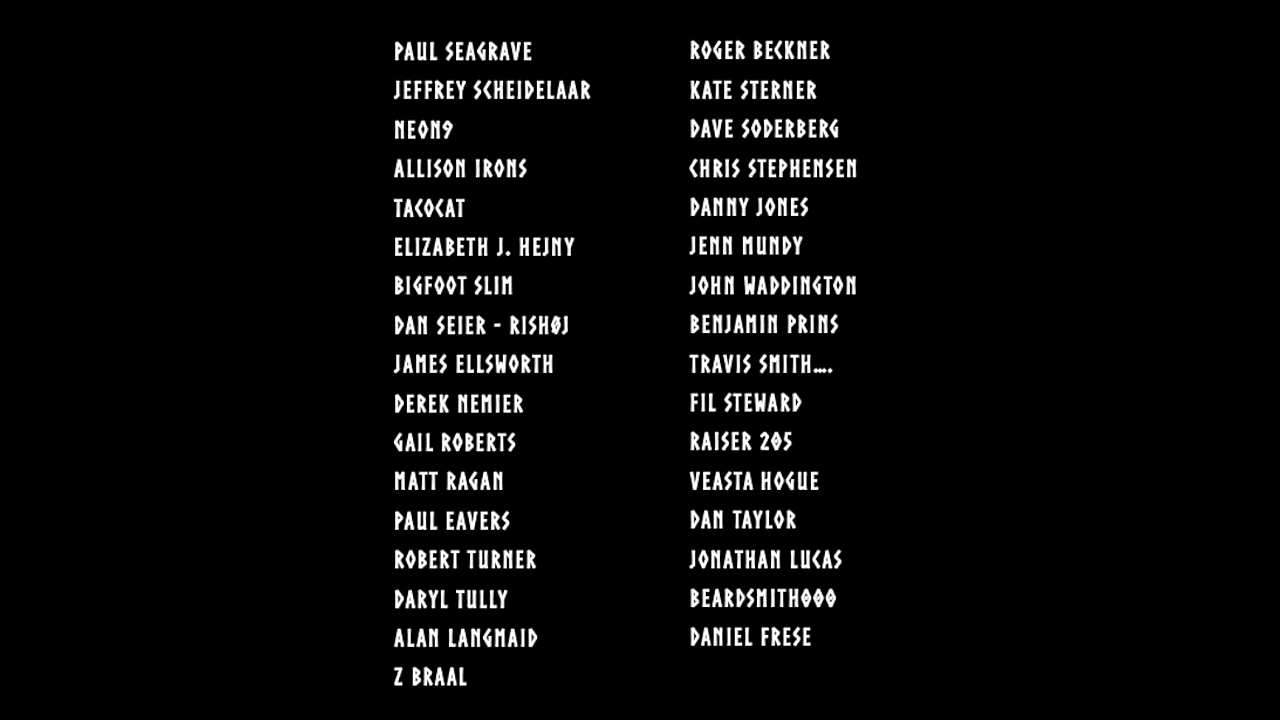 PAUL SEAGRAVE
JEFFREY SCHEIDELAAR
NEON9
ALLISON IRONS
TACOCAT
ELIZABETH J. HEJNY
BIGFOOT SLIM
DAN SEIER - RISHØJ
JAMES ELLSWORTH
DEREK NEMIER
GAIL ROBERTS
MATT RAGAN
PAUL EAVERS
ROBERT TURNER
DARYL TULLY
ALAN LANGMAID
Z BRAAL
ROGER BECKNER
KATE STERNER
DAVE SODERBERG
CHRIS STEPHENSEN
DANNY JONES
JENN MUNDY
JOHN WADDINGTON
BENJAMIN PRINS
TRAVIS SMITH....
FIL STEWARD
RAISER 205
VEASTA HOGUE
DAN TAYLOR
JONATHAN LUCAS
BEARDSMITH000
DANIEL FRESE